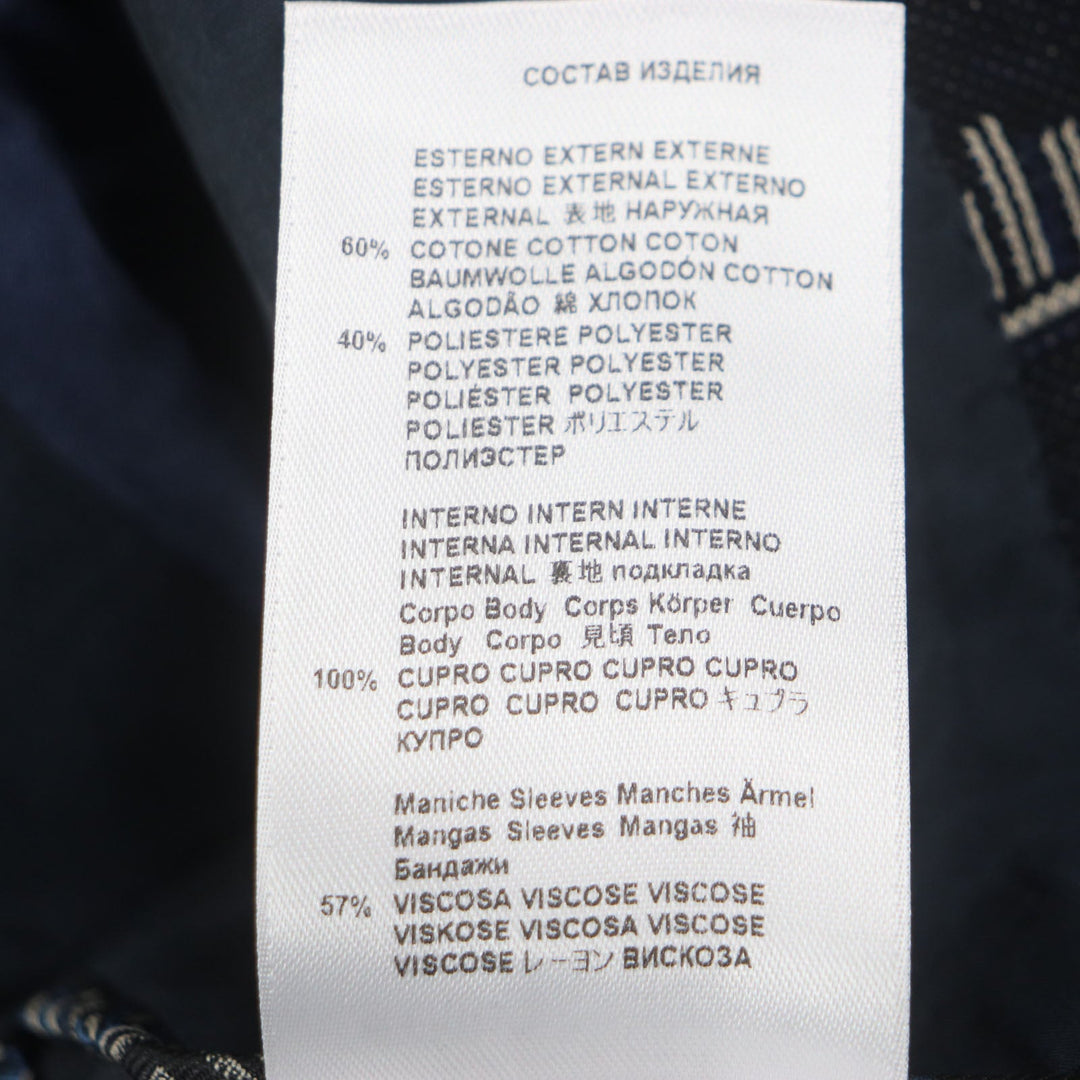 СОСТАВ ИЗДЕЛИЯ
ESTERNO EXTERN EXTERNE
ESTERNO EXTERNAL EXTERNO
EXTERNAL 表地 НАРУЖНАЯ
60% COTONE COTTON COTON
BAUMWOLLE ALGODÓN COTTON
ALGODÃO 綿 ХЛОПОК
40% POLIESTERE POLYESTER
POLYESTER POLYESTER
POLIÉSTER POLYESTER
POLIESTER ポリエステル
ПОЛИЭСТЕР
INTERNO INTERN INTERNE
INTERNA INTERNAL INTERNO
INTERNAL 裏地 подкладка
Corpo Body Corps Körper Cuerpo
Body Corpo 見頃 Тело
100% CUPRO CUPRO CUPRO CUPRO
CUPRO CUPRO CUPRO キュプラ
КУПРО
Maniche Sleeves Manches Ärmel
Mangas Sleeves Mangas 袖
Бандажи
57% VISCOSA VISCOSE VISCOSE
VISKOSE VISCOSA VISCOSE
VISCOSE レーヨン ВИСКОЗА